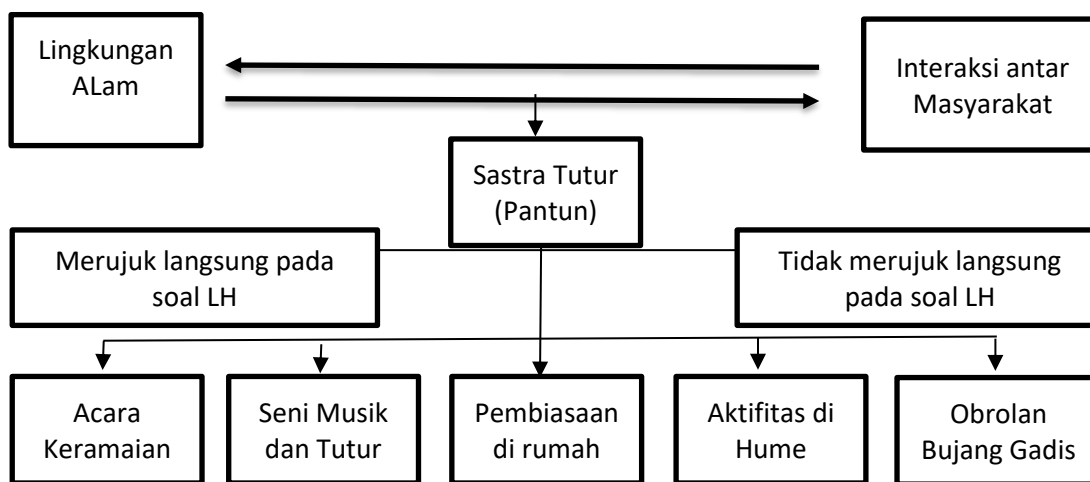 Lingkungan
ALam
Interaksi antar
Masyarakat
Sastra Tutur
(Pantun)
Merujuk langsung pada
soal LH
Tidak merujuk langsung
pada soal LH
Acara
Keramaian
Seni Musik
dan Tutur
Pembiasaan
di rumah
Aktifitas di
Hume
Obrolan
Bujang Gadis